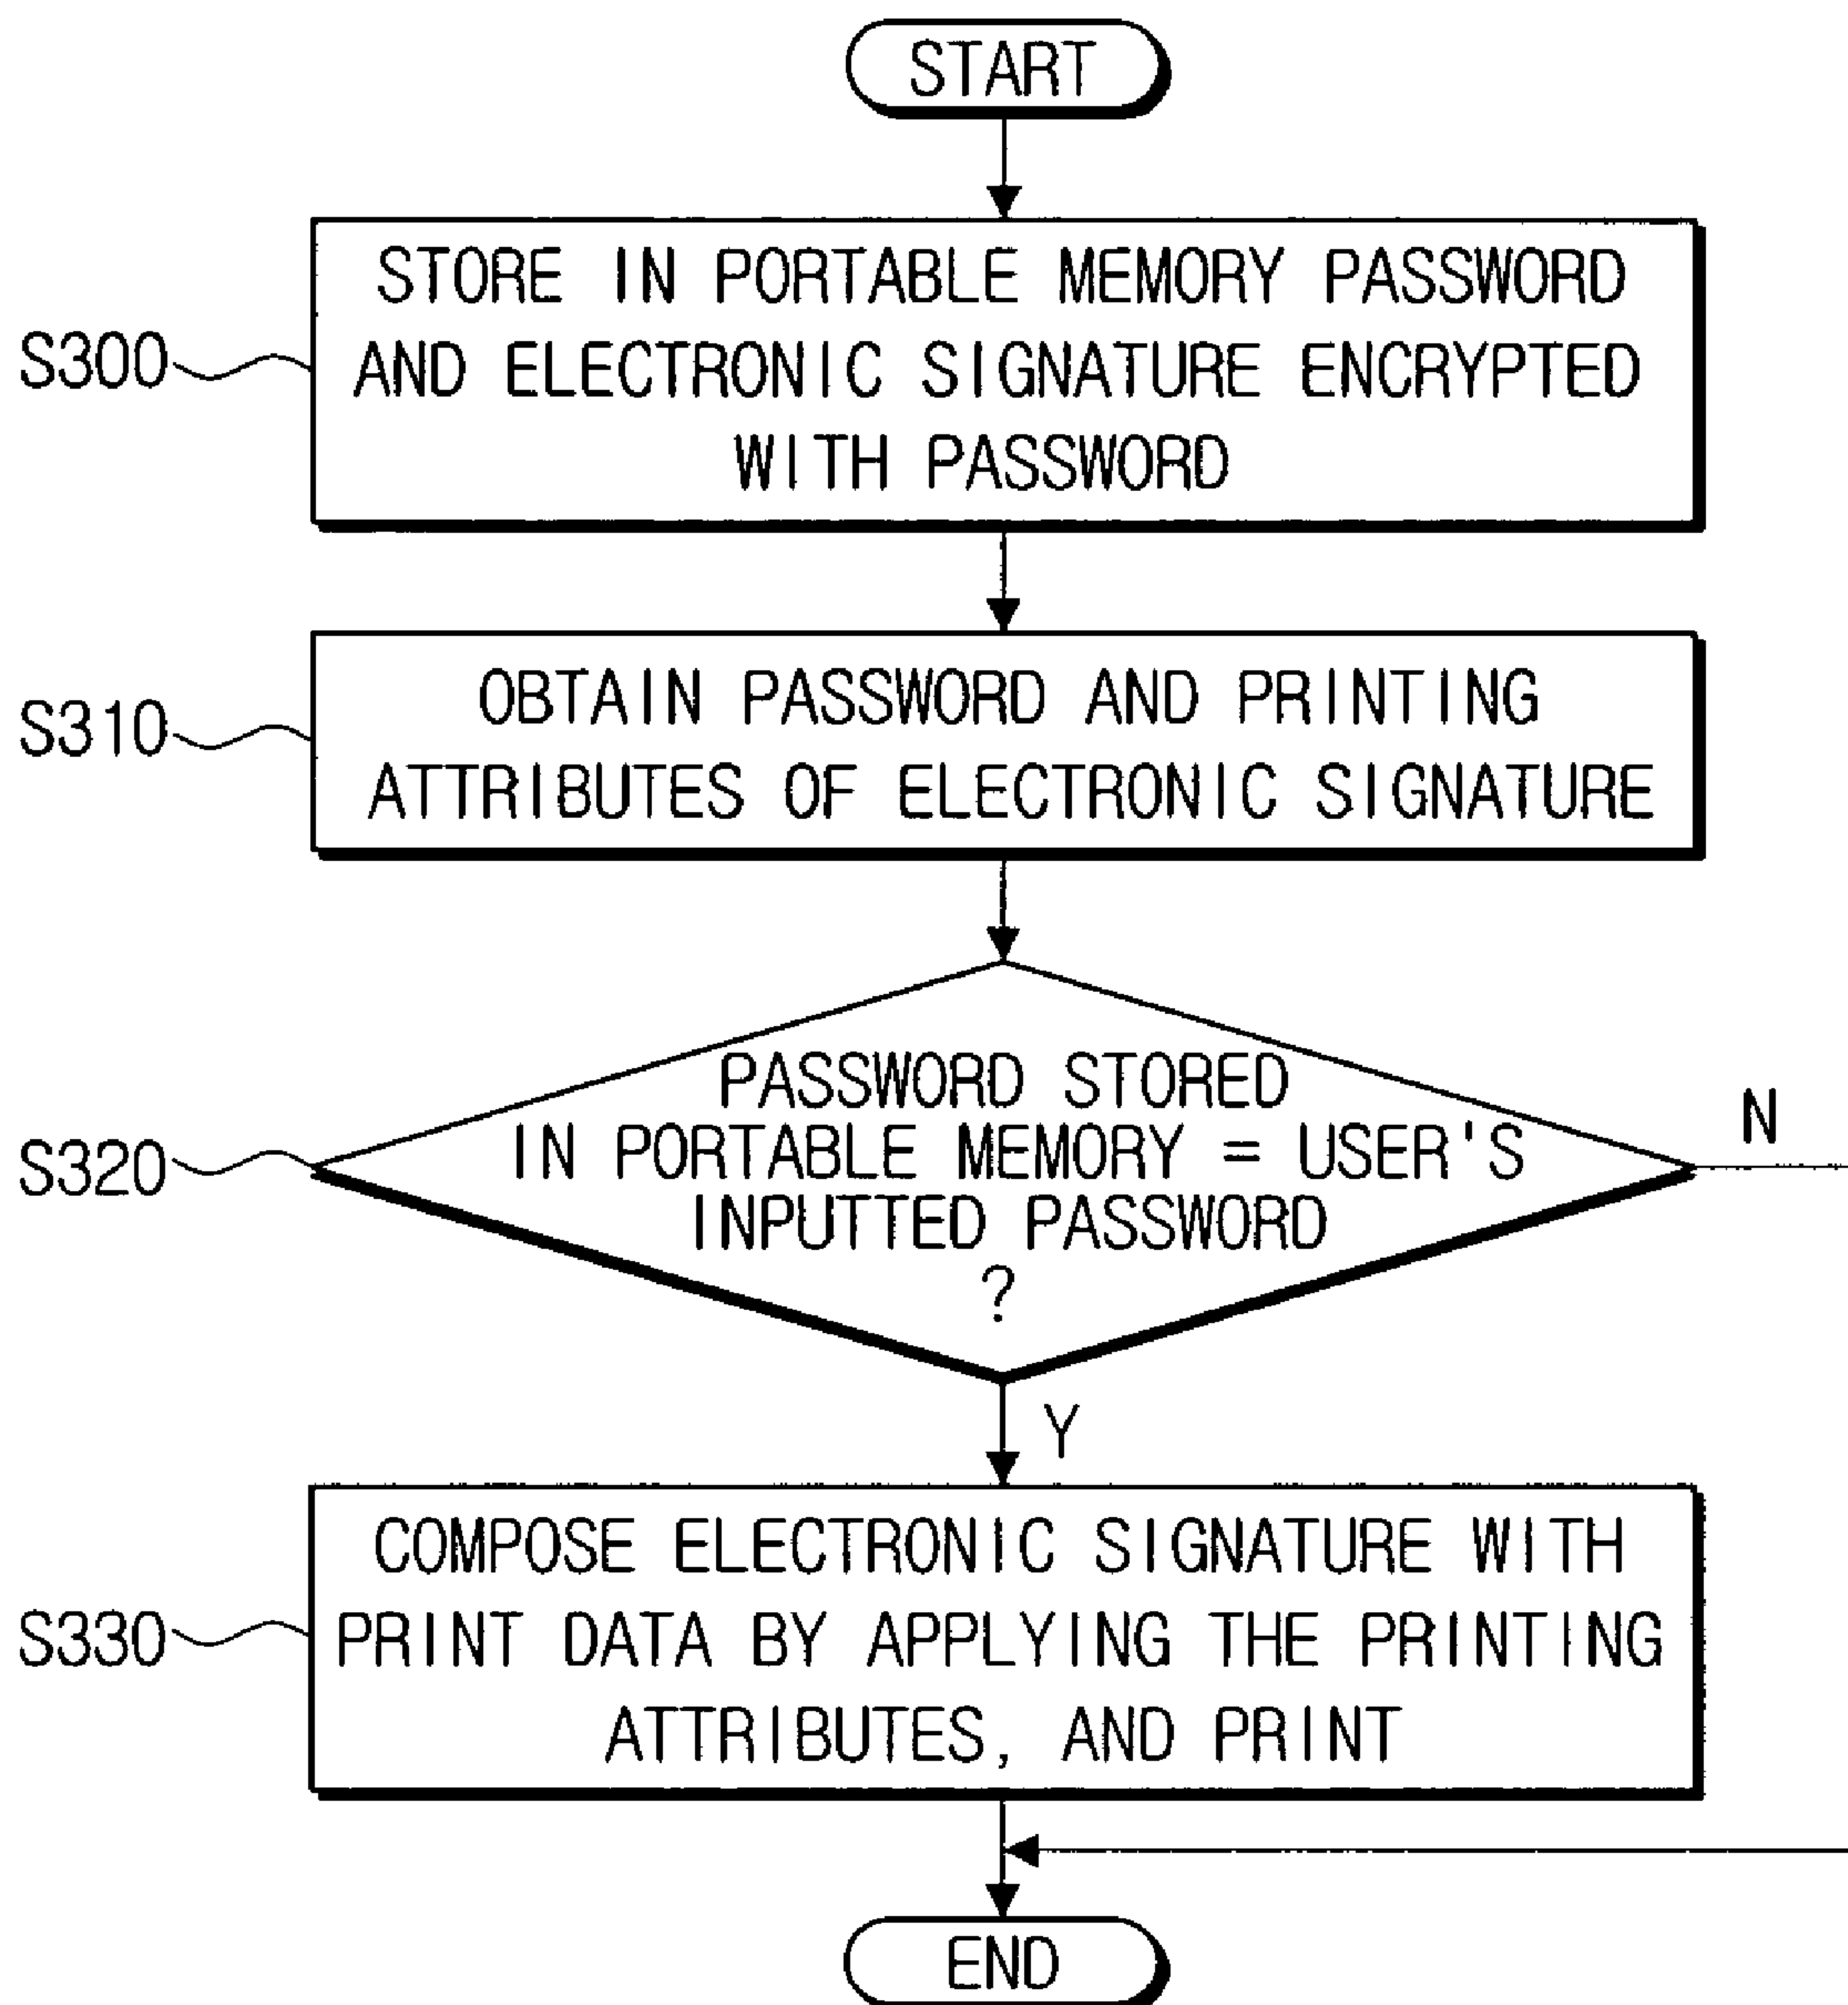 START
S300
STORE IN PORTABLE MEMORY PASSWORD
AND ELECTRONIC SIGNATURE ENCRYPTED
WITH PASSWORD
S310
OBTAIN PASSWORD AND PRINTING
ATTRIBUTES OF ELECTRONIC SIGNATURE
S320
PASSWORD STORED
IN PORTABLE MEMORY = USER'S
INPUTTED PASSWORD
?
N
Y
S330
COMPOSE ELECTRONIC SIGNATURE WITH
PRINT DATA BY APPLYING THE PRINTING
ATTRIBUTES, AND PRINT
END